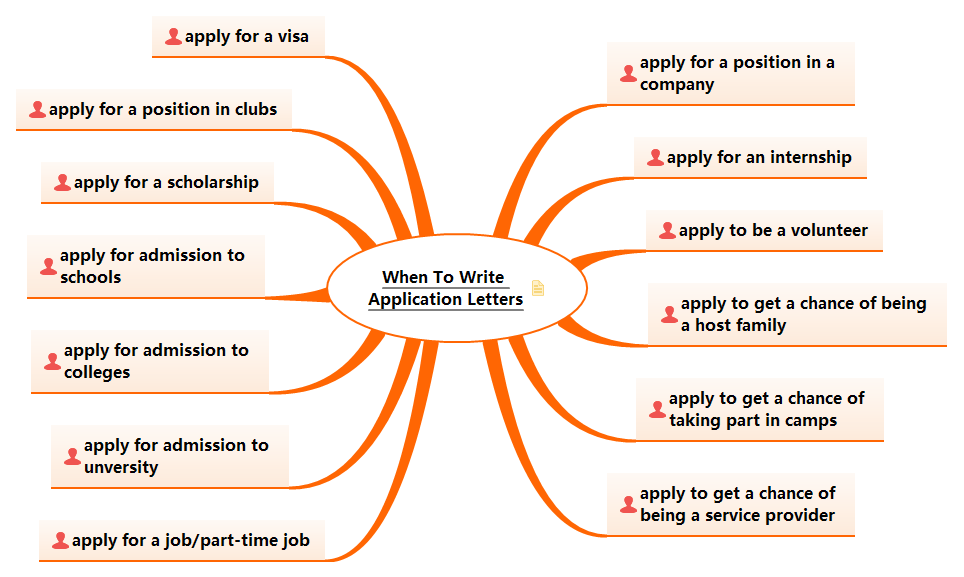 When To Write
Application Letters
apply for a visa
apply for a position in clubs
apply for a scholarship
apply for admission to
schools
apply for admission to
colleges
apply for admission to
unversity
apply for a job/part-time job
apply for a position in a
company
apply for an internship
apply to be a volunteer
apply to get a chance of being
a host family
apply to get a chance of
taking part in camps
apply to get a chance of
being a service provider